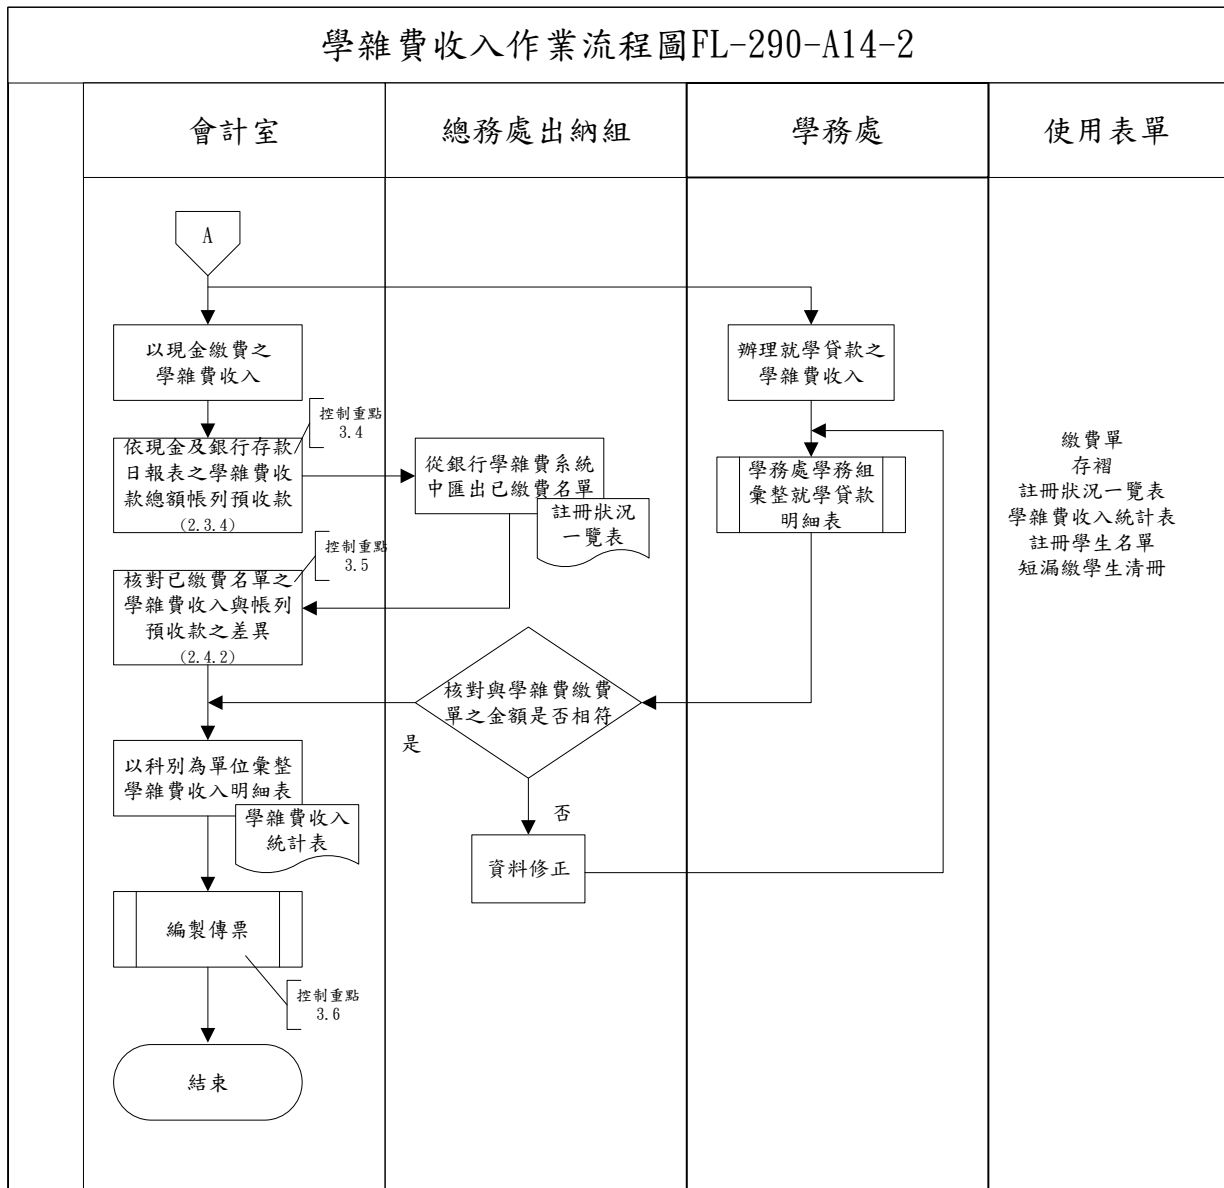 學雜費收入作業流程圖FL-290-A14-2
會計室
總務處出納組
學務處
使用表單
A
以現金繳費之
學雜費收入
辦理就學貸款之
學雜費收入
控制重點
3.4
依現金及銀行存款
日報表之學雜費收
款總額帳列預收款
(2.3.4)
從銀行學雜費系統
中匯出已繳費名單
註冊狀況
一覽表
學務處學務組
彙整就學貸款
明細表
繳費單
存褶
註冊狀況一覽表
學雜費收入統計表
註冊學生名單
短漏繳學生清冊
控制重點
3.5
核對已繳費名單之
學雜費收入與帳列
預收款之差異
(2.4.2)
核對與學雜費繳費
單之金額是否相符
是
否
以科別為單位彙整
學雜費收入明細表
學雜費收入
統計表
資料修正
編製傳票
控制重點
3.6
結束